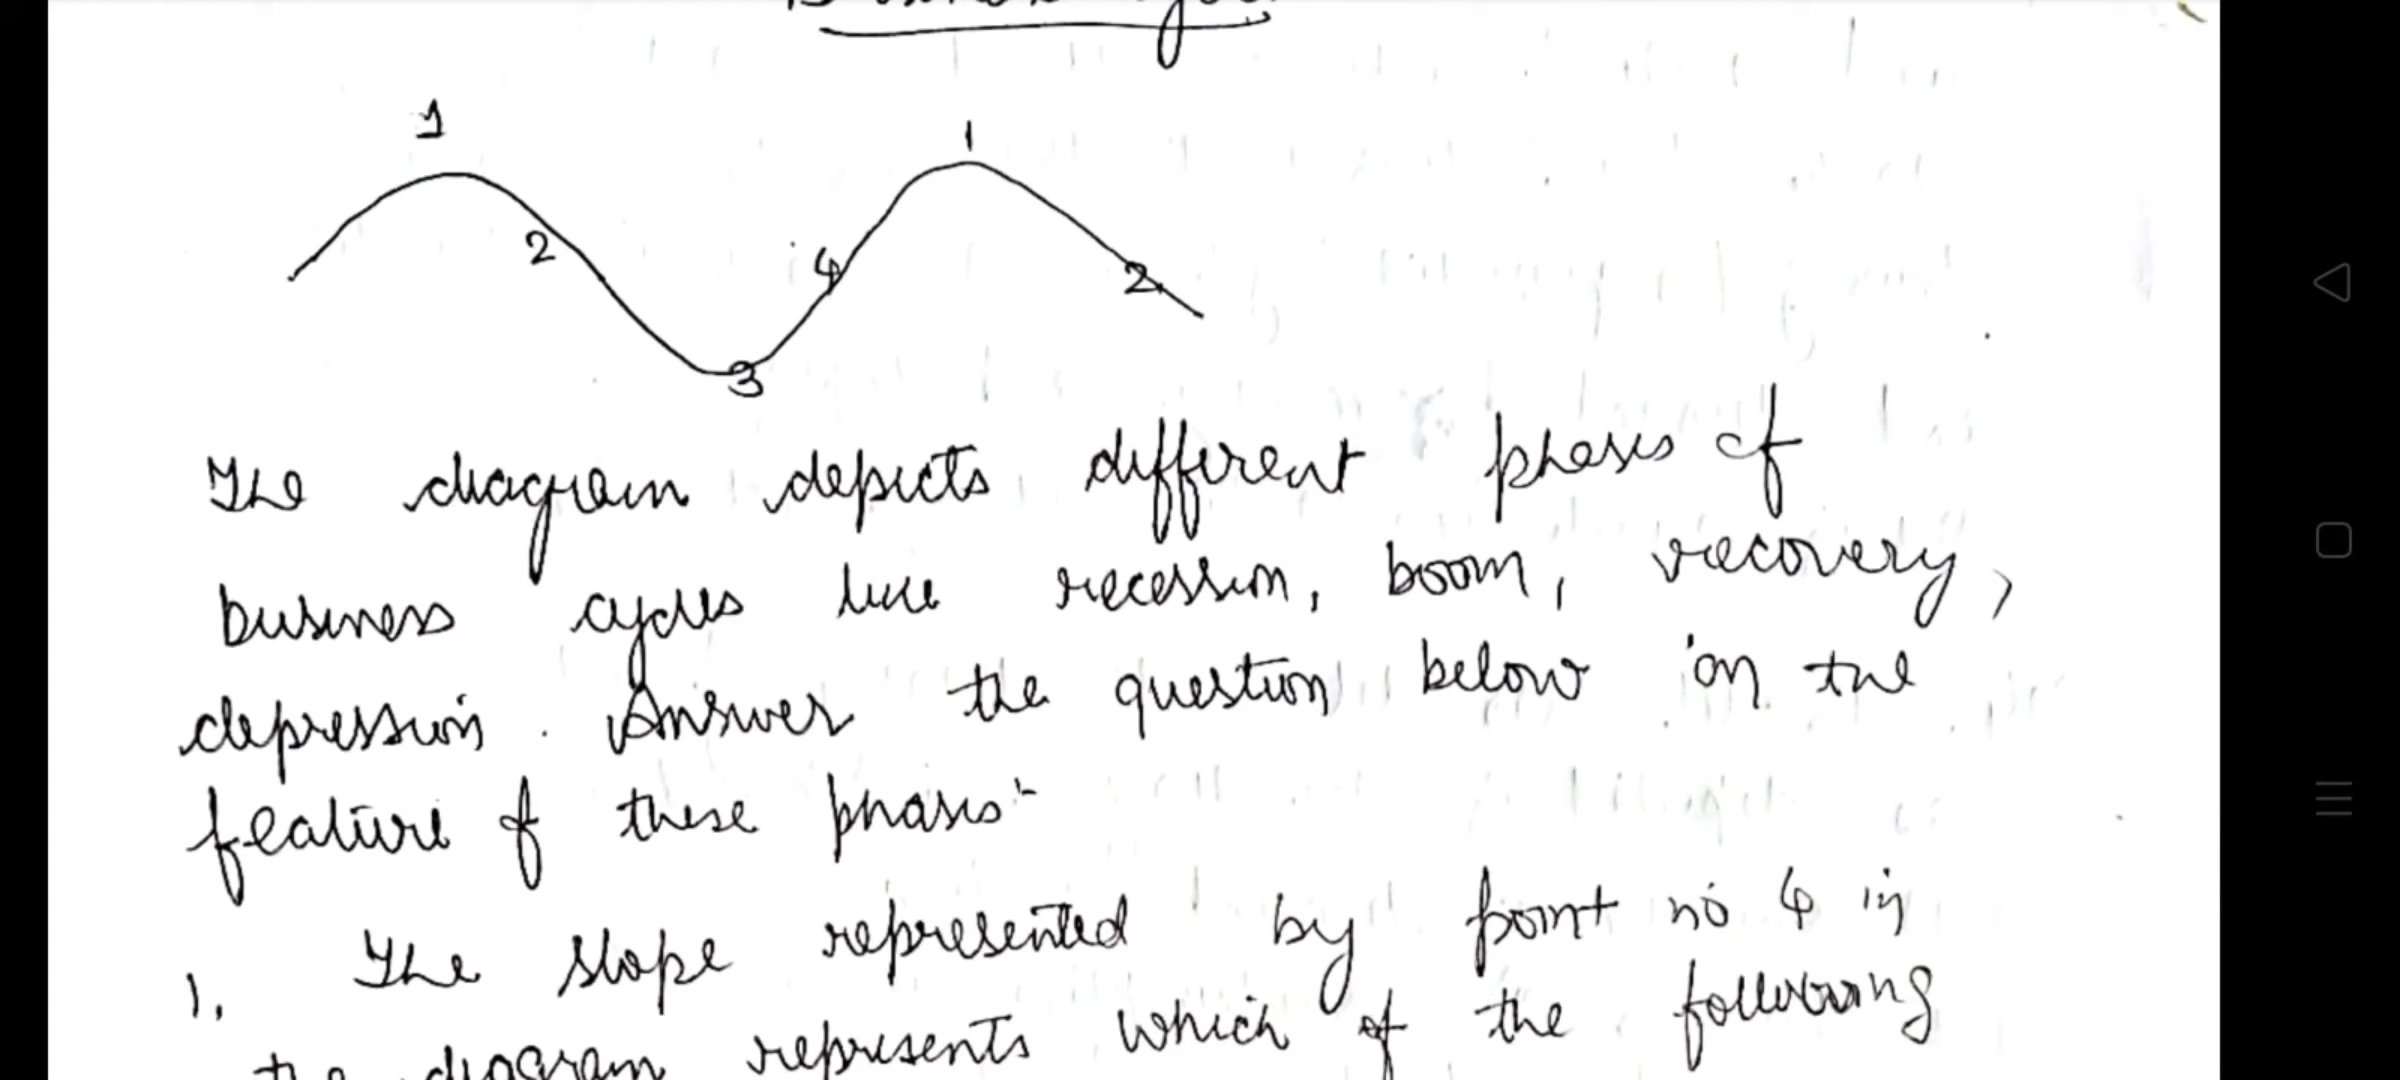 1 1
2 4 2
3
The diagram depicts different phases of
business cycles like recession, boom, recovery,
depression. Answer the question below on the
feature of these phases-
1. The slope represented by point no 4 in
the diagram represents which of the following